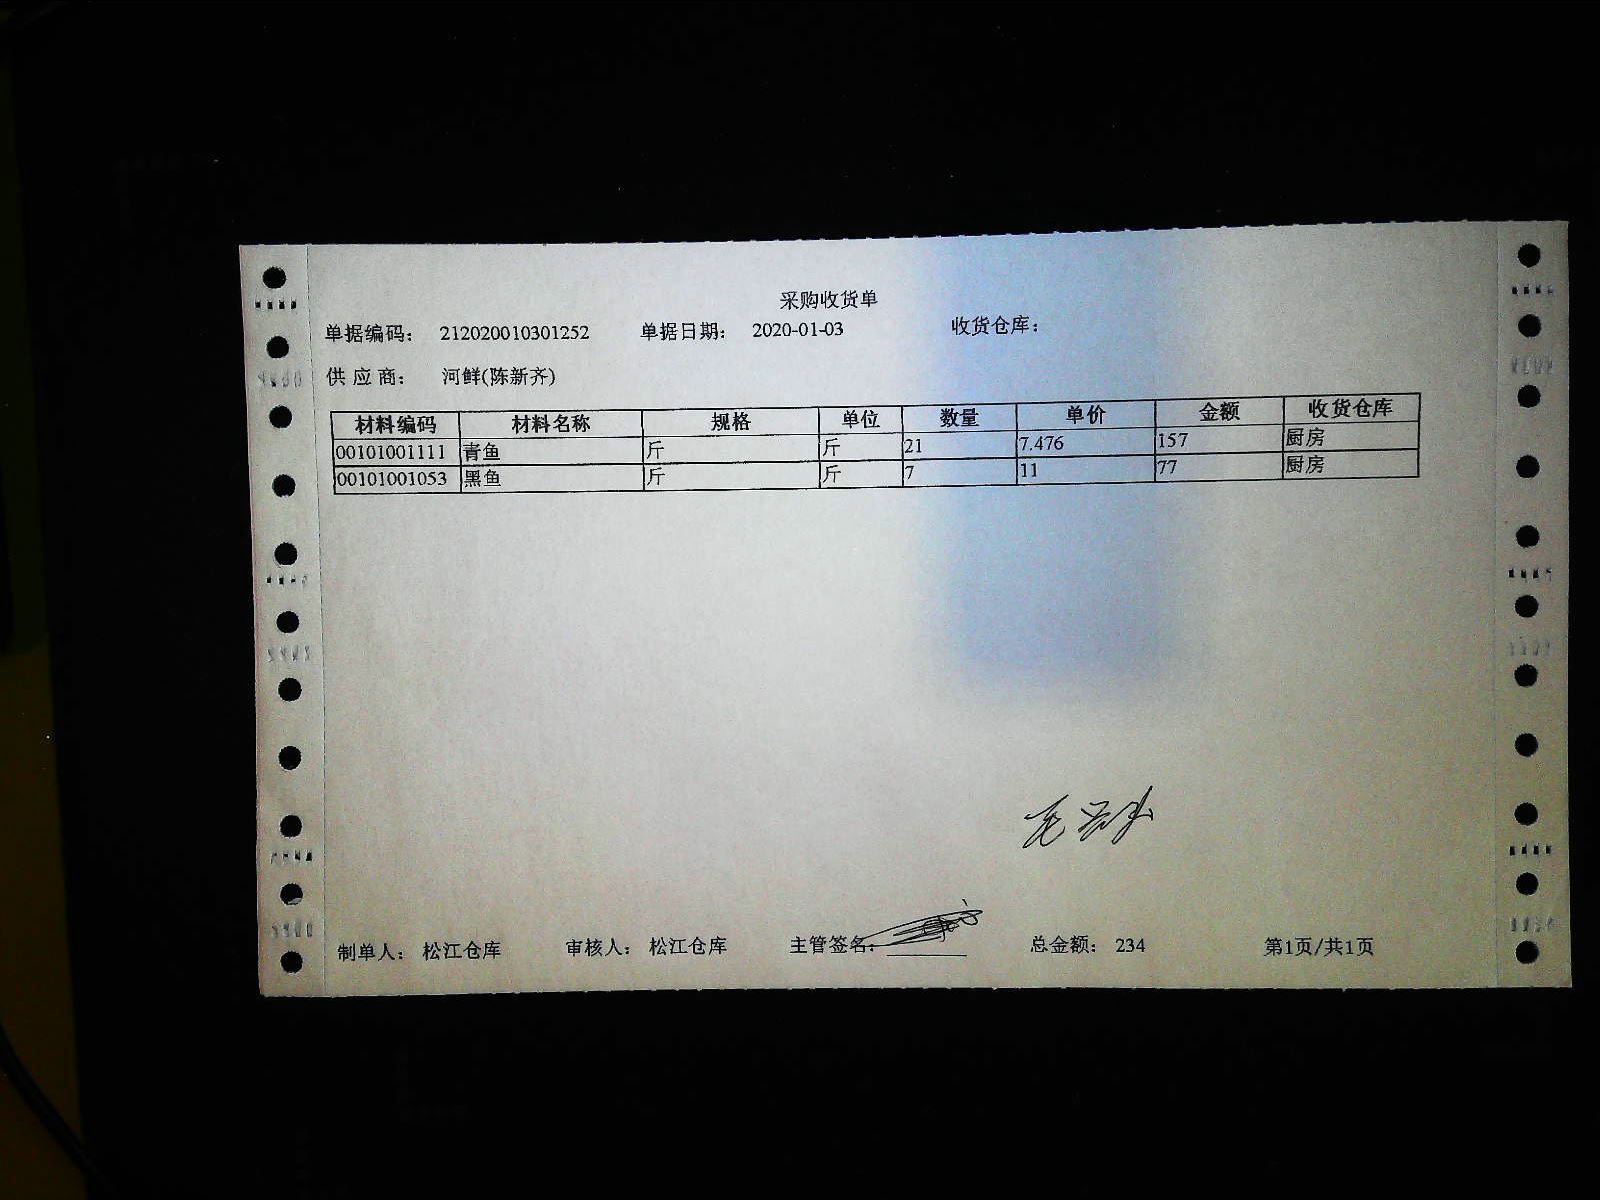 采购收货单
单据编码： 212020010301252 单据日期： 2020-01-03 收货仓库：
供 应 商： 河鲜(陈新齐)
材料编码 材料名称 规格 单位 数量 单价 金额 收货仓库
00101001111 青鱼 斤 斤 21 7.476 157 厨房
00101001053 黑鱼 斤 斤 7 11 77 厨房
制单人： 松江仓库 审核人： 松江仓库 主管签名： 总金额： 234 第1页/共1页